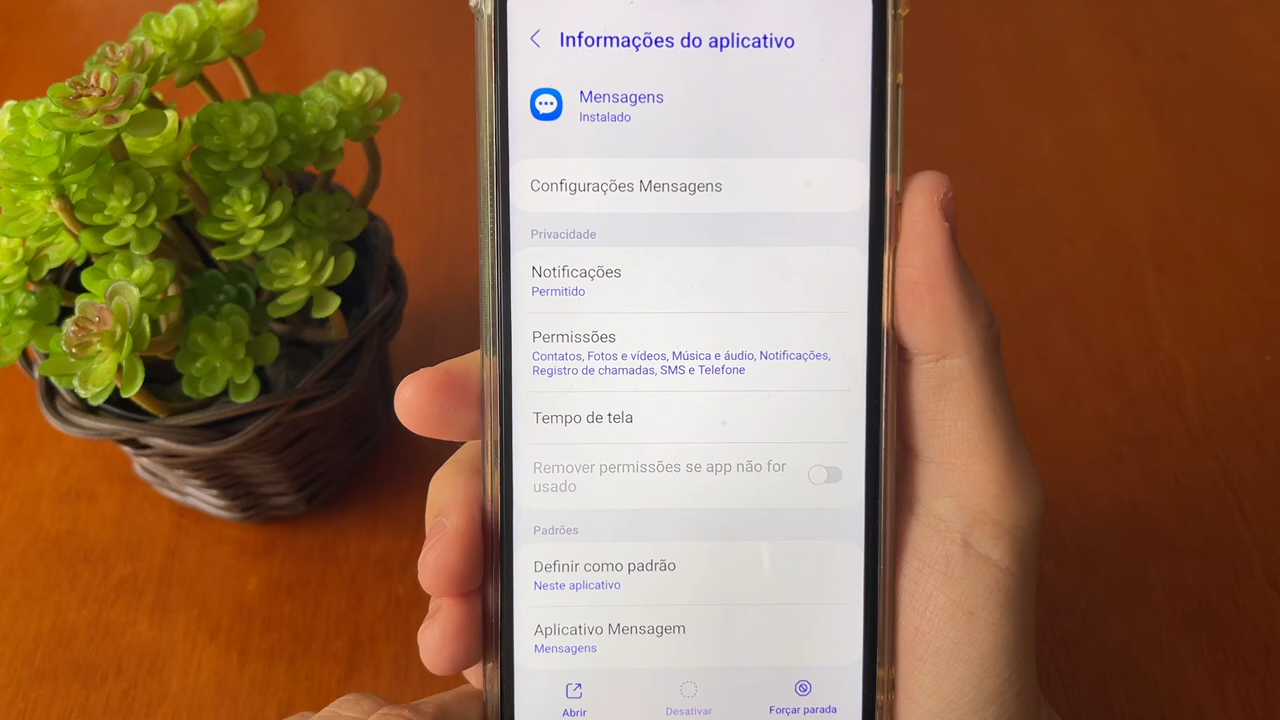 Informações do aplicativo
Mensagens
Instalado
Configurações Mensagens
Privacidade
Notificações
Permitido
Permissões
Contatos, Fotos e vídeos, Música e áudio, Notificações,
Registro de chamadas, SMS e Telefone
Tempo de tela
Remover permissões se app não for
usado
Padrões
Definir como padrão
Neste aplicativo
Aplicativo Mensagem
Mensagens
Abrir
Desativar
Forçar parada